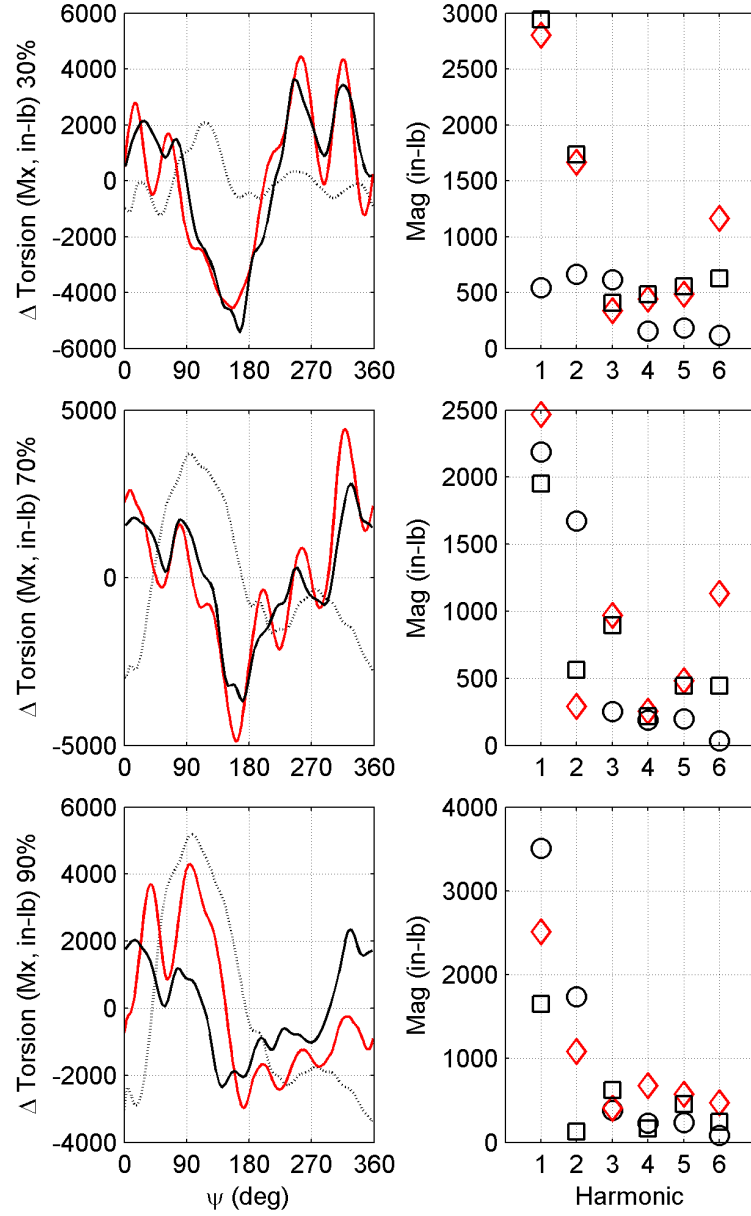 Δ Torsion (Mx, in-lb) 30%
6000
4000
2000
0
-2000
-4000
-6000
0 90 180 270 360
Mag (in-lb)
3000
2500
2000
1500
1000
500
0
1 2 3 4 5 6
Δ Torsion (Mx, in-lb) 70%
5000
0
-5000
0 90 180 270 360
Mag (in-lb)
2500
2000
1500
1000
500
0
1 2 3 4 5 6
Δ Torsion (Mx, in-lb) 90%
6000
4000
2000
0
-2000
-4000
0 90 180 270 360
ψ (deg)
Mag (in-lb)
4000
3000
2000
1000
0
1 2 3 4 5 6
Harmonic